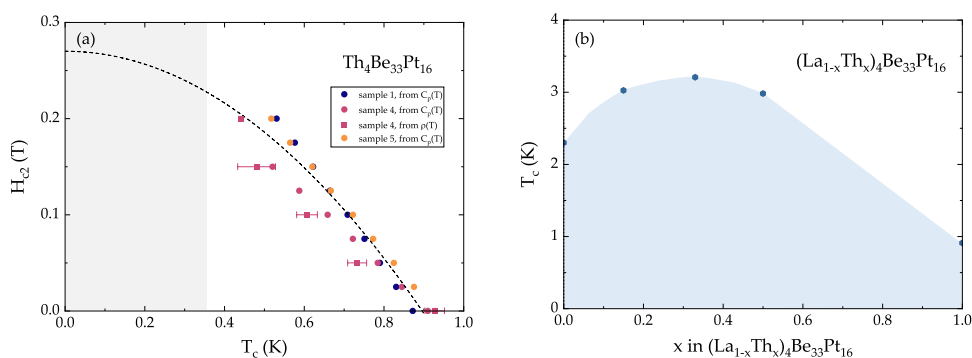 (a)
Th₄Be₃₃Pt₁₆
sample 1, from Cₚ(T)
sample 4, from Cₚ(T)
sample 4, from ρ(T)
sample 5, from Cₚ(T)
0.3
0.2
0.1
0.0
H_c2 (T)
0.0 0.2 0.4 0.6 0.8 1.0
T_c (K)
(b)
(La₁₋ₓThₓ)₄Be₃₃Pt₁₆
4
3
2
1
0
T_c (K)
0.0 0.2 0.4 0.6 0.8 1.0
x in (La₁₋ₓThₓ)₄Be₃₃Pt₁₆